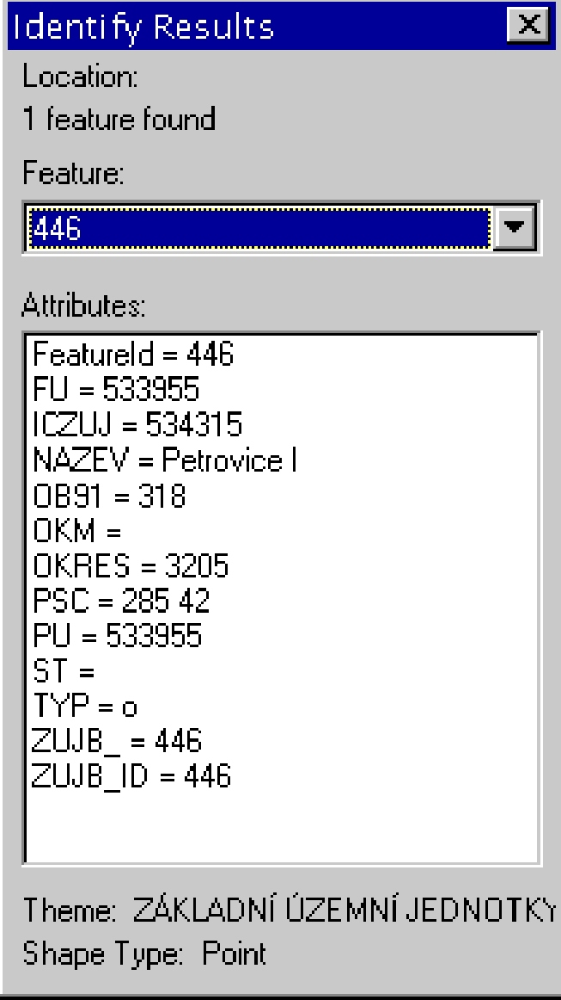 Identify Results
Location:
1 feature found
Feature:
446
Attributes:
FeatureId = 446
FU = 533955
ICZUJ = 534315
NAZEV = Petrovice I
OB91 = 318
OKM =
OKRES = 3205
PSC = 285 42
PU = 533955
ST =
TYP = o
ZUJB_ = 446
ZUJB_ID = 446
Theme: ZÁKLADNÍ ÚZEMNÍ JEDNOTKY
Shape Type: Point